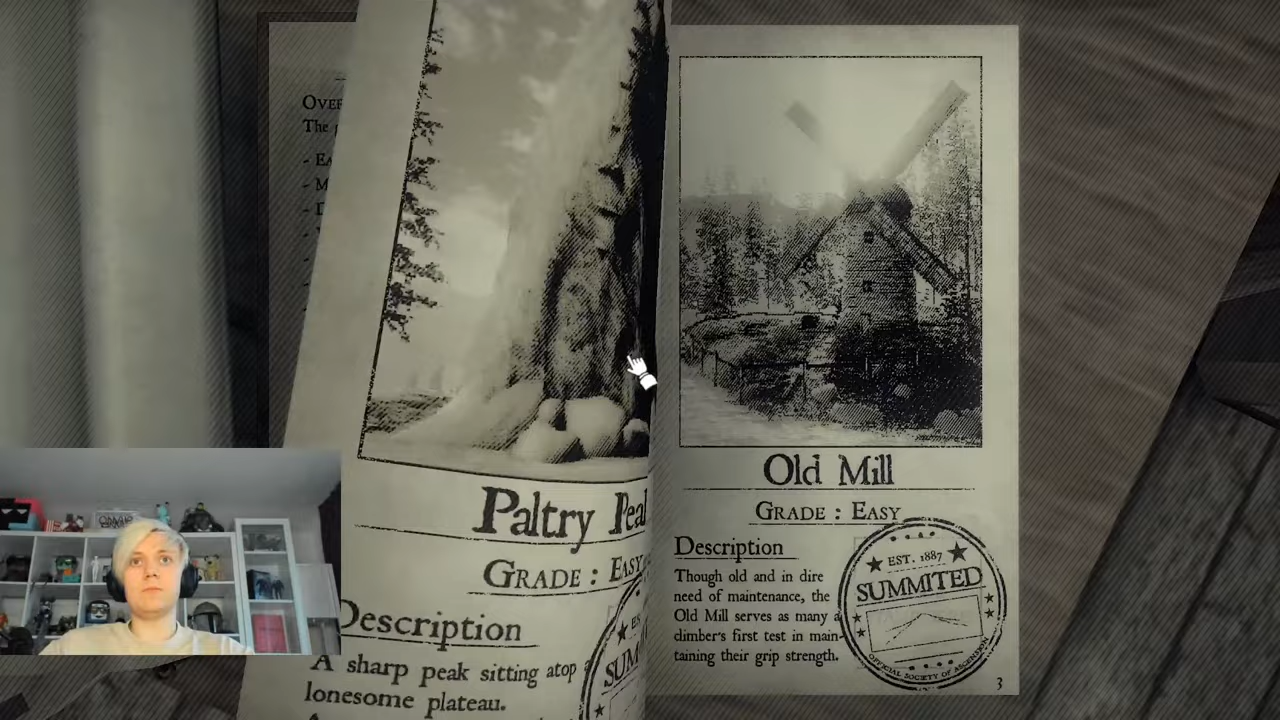 Over
The
Paltry Pea
Grade : Easy
Description
A sharp peak sitting atop
lonesome plateau.
SUM
Old Mill
Grade : Easy
Description
Though old and in dire
need of maintenance, the
Old Mill serves as many a
climber's first test in main-
taining their grip strength.
EST. 1887
SUMMITED
OFFICIAL SOCIETY OF ASCENSION
3